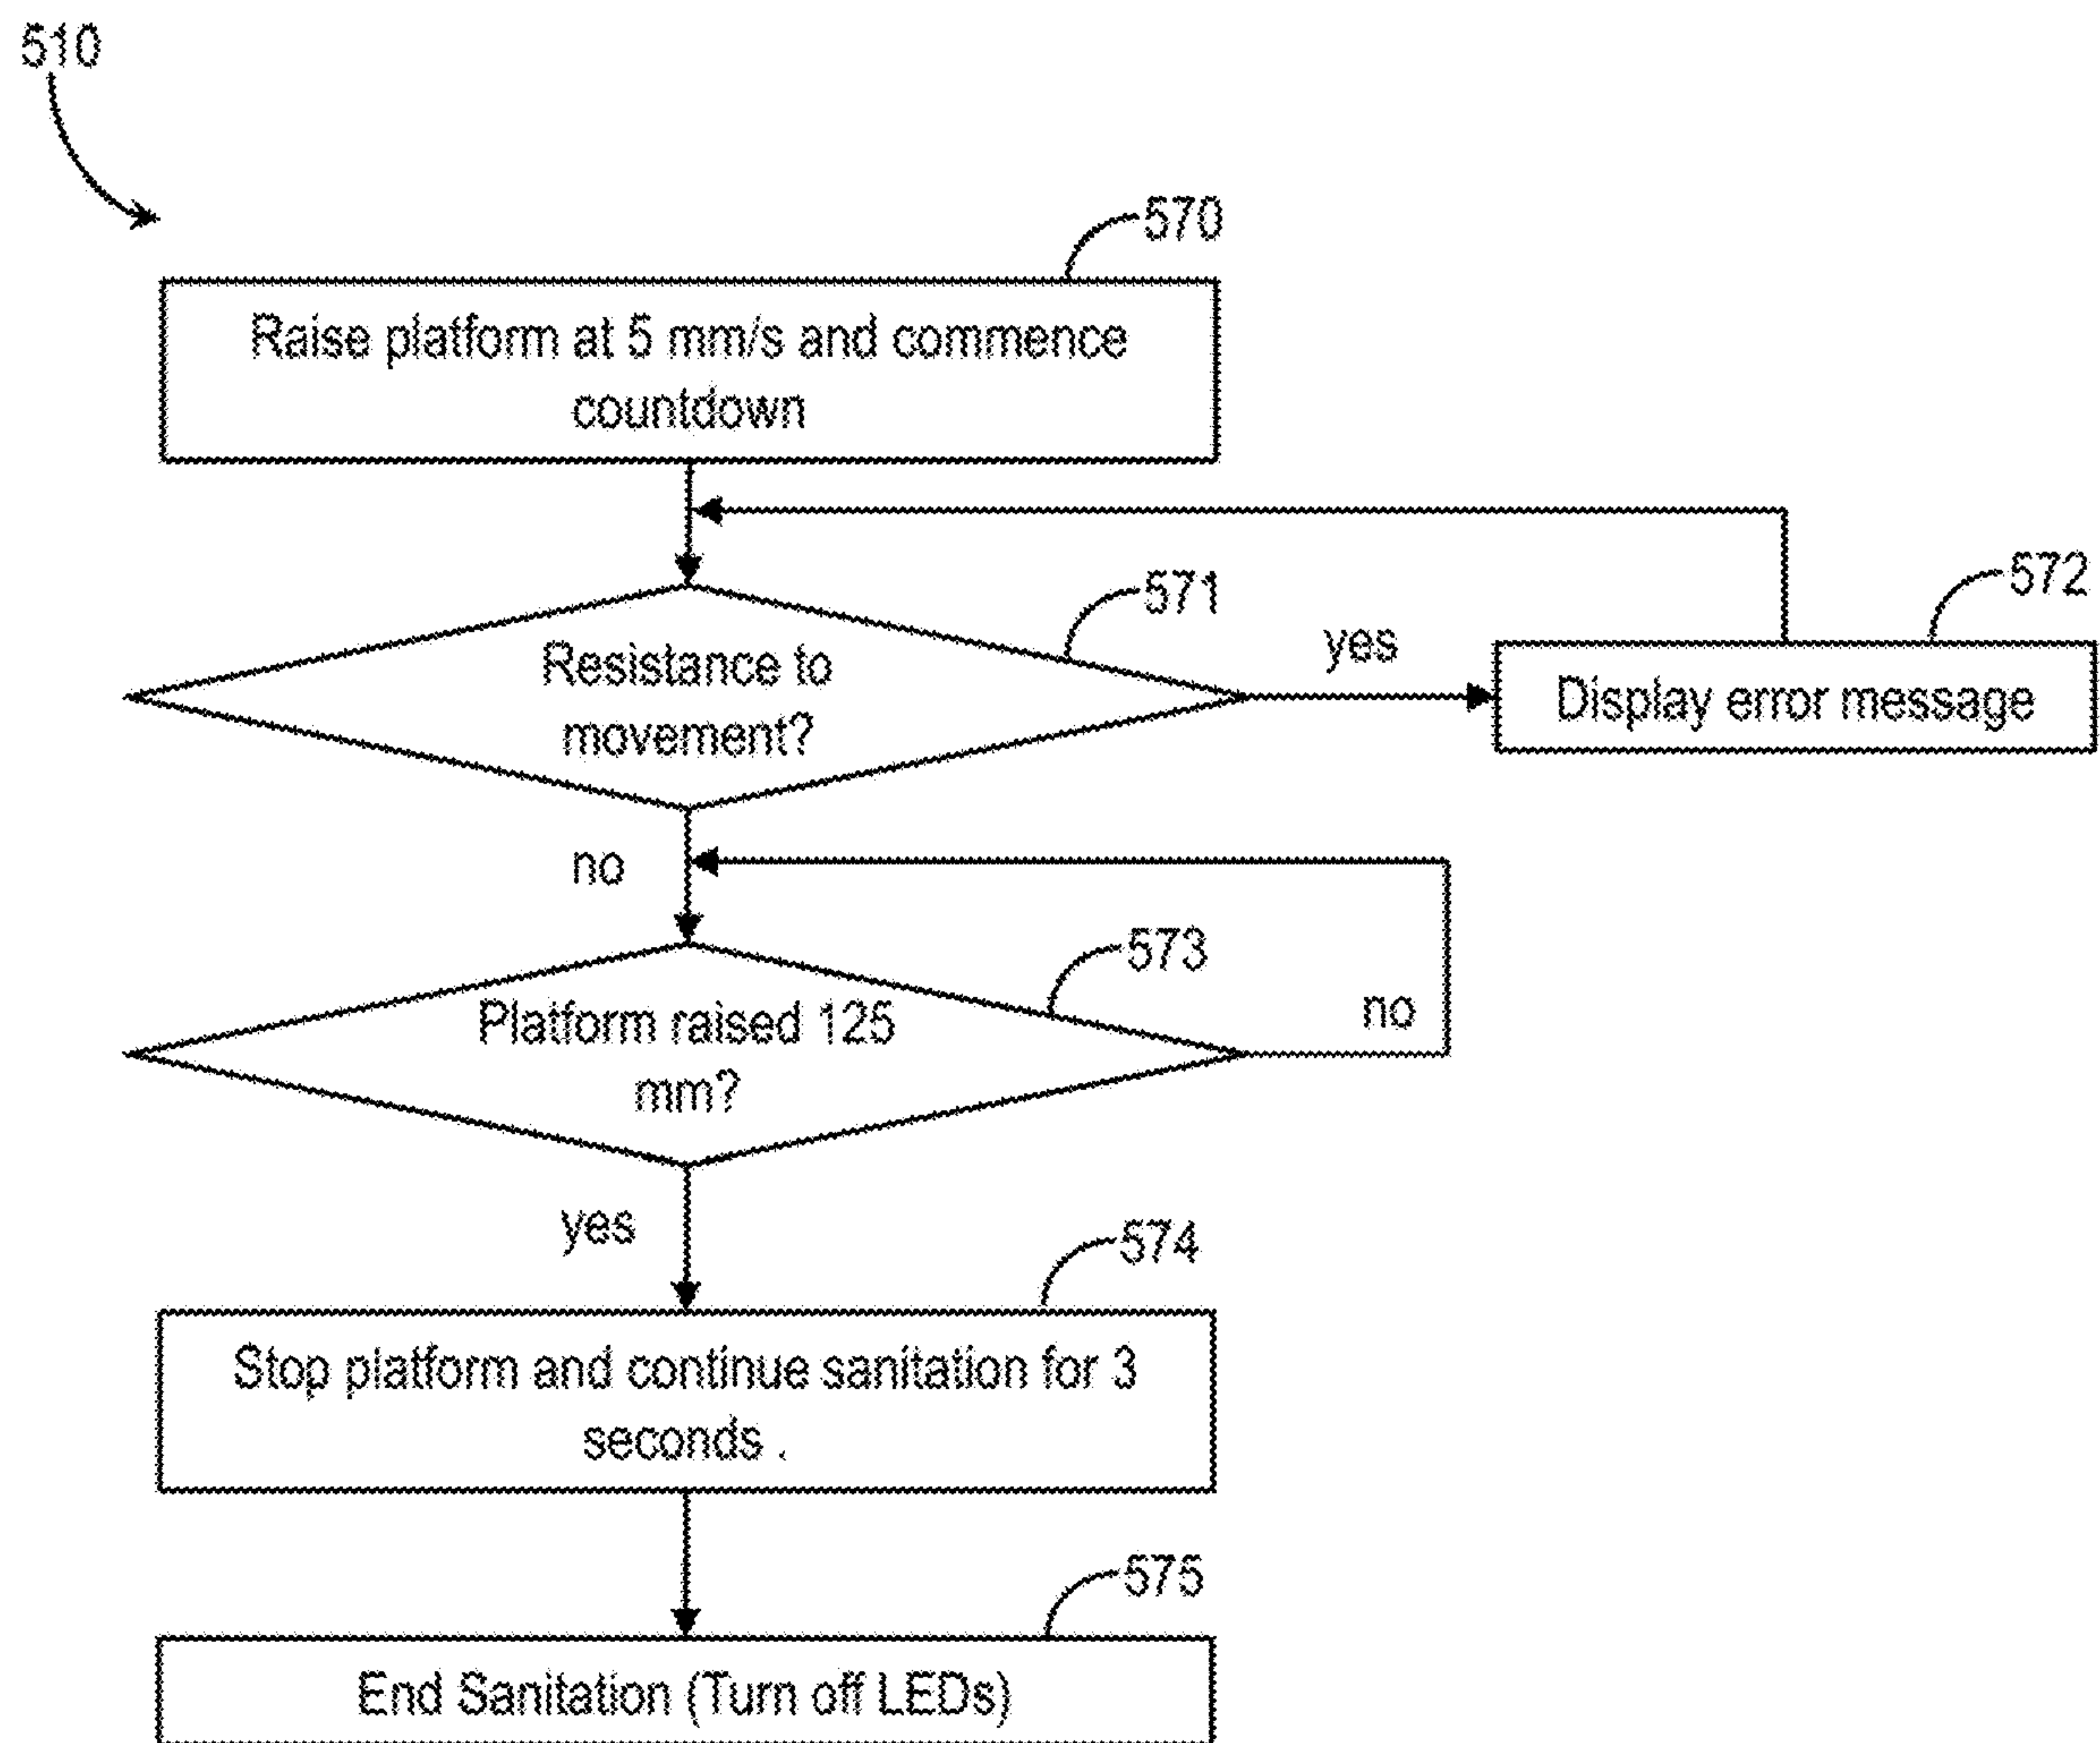 510
570
Raise platform at 5 mm/s and commence
countdown
571
572
Resistance to
movement?
yes
Display error message
no
573
Platform raised 125
mm?
no
yes
574
Stop platform and continue sanitation for 3
seconds .
575
End Sanitation (Turn off LEDs)